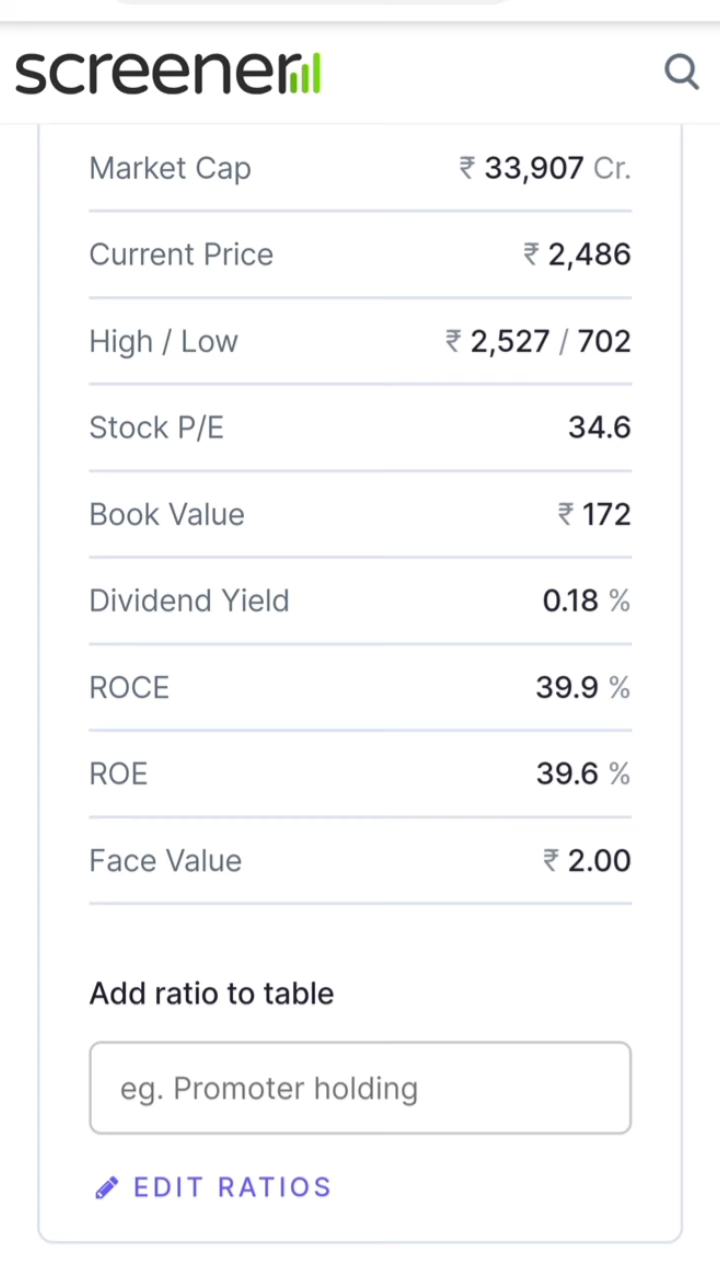 screener
Market Cap ₹ 33,907 Cr.
Current Price ₹ 2,486
High / Low ₹ 2,527 / 702
Stock P/E 34.6
Book Value ₹ 172
Dividend Yield 0.18 %
ROCE 39.9 %
ROE 39.6 %
Face Value ₹ 2.00
Add ratio to table
eg. Promoter holding
EDIT RATIOS